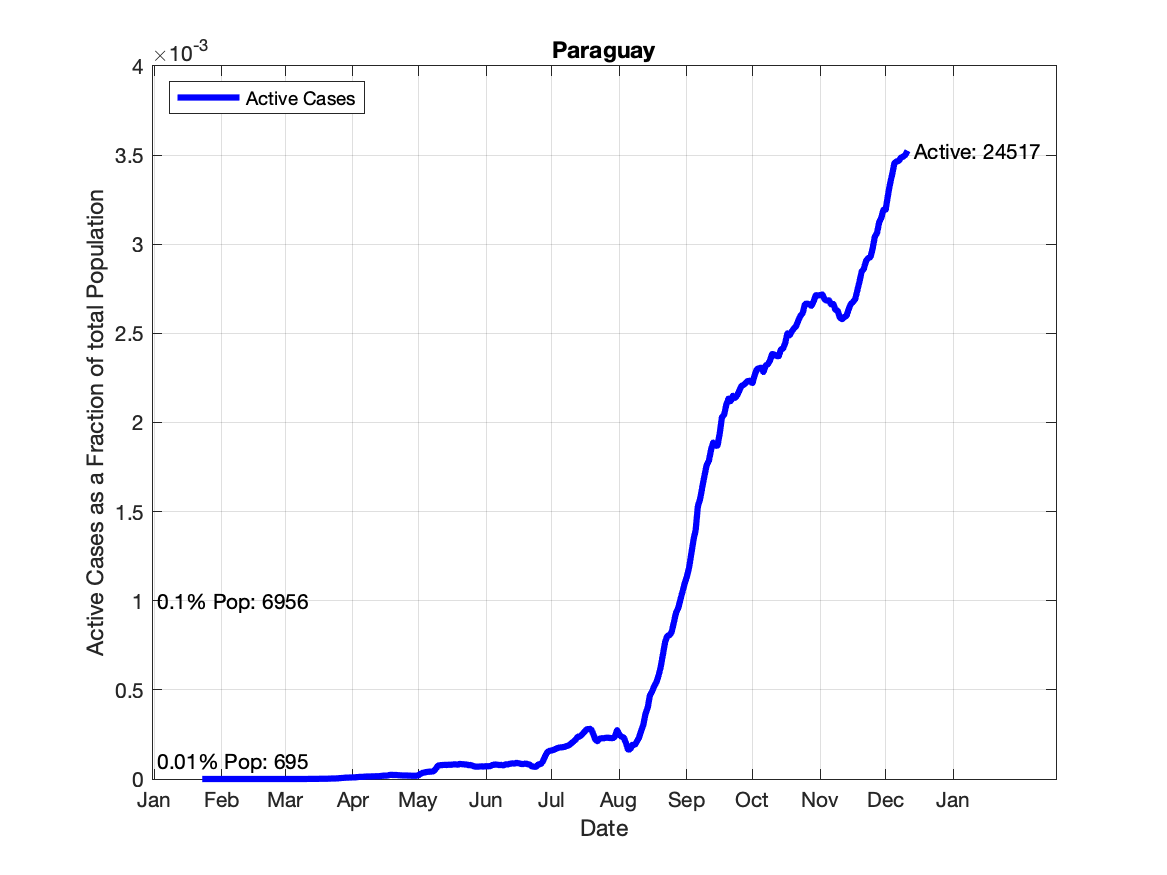 Paraguay
×10-3
4
3.5
3
2.5
2
1.5
1
0.5
0
Active Cases as a Fraction of total Population
Active Cases
Active: 24517
0.1% Pop: 6956
0.01% Pop: 695
Jan Feb Mar Apr May Jun Jul Aug Sep Oct Nov Dec Jan
Date